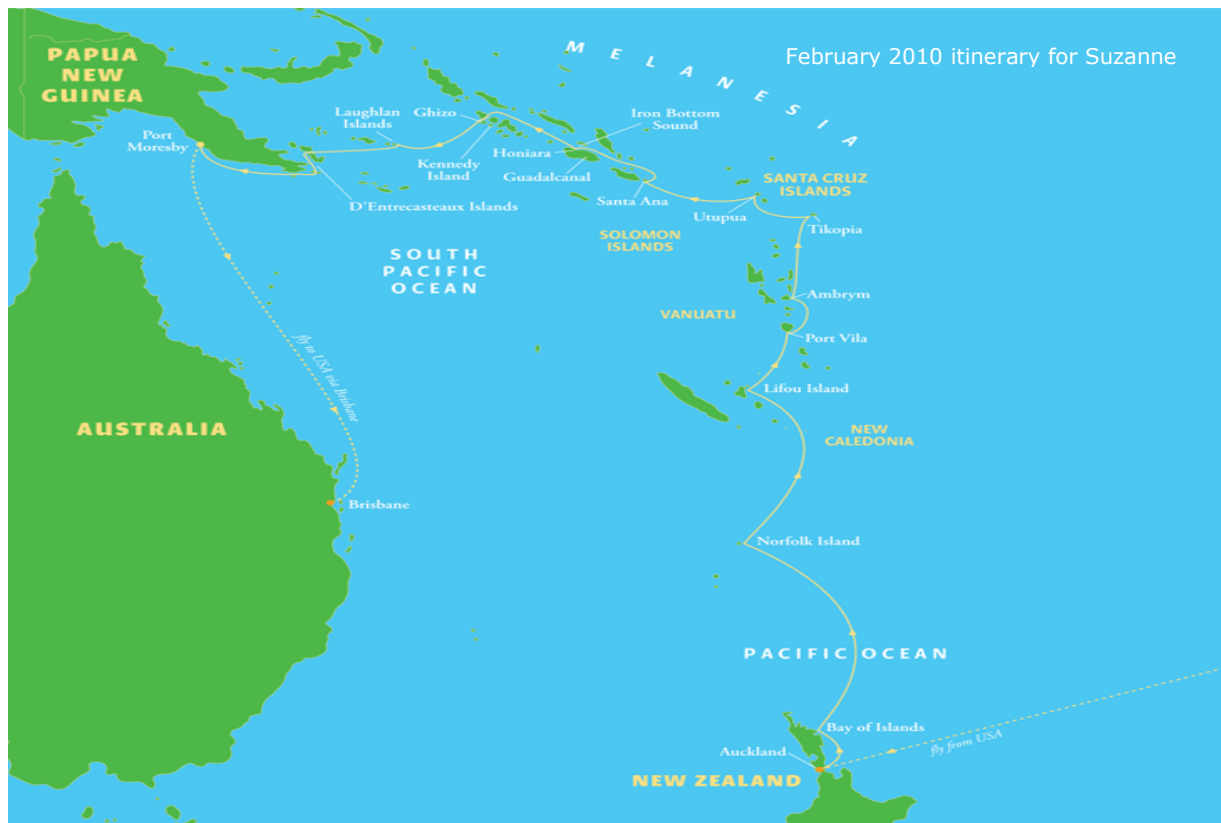 February 2010 itinerary for Suzanne
MELANESIA
PAPUA
NEW
GUINEA
Port
Moresby
Laughlan
Islands
Ghizo
Iron Bottom
Sound
Honiara
Kennedy
Island
Guadalcanal
D'Entrecasteaux Islands
Santa Ana
SANTA CRUZ
ISLANDS
Utupua
Tikopia
SOLOMON
ISLANDS
SOUTH
PACIFIC
OCEAN
Ambrym
VANUATU
Port Vila
fly to USA via Brisbane
Lifou Island
AUSTRALIA
NEW
CALEDONIA
Brisbane
Norfolk Island
PACIFIC OCEAN
Bay of Islands
Auckland
fly from USA
NEW ZEALAND